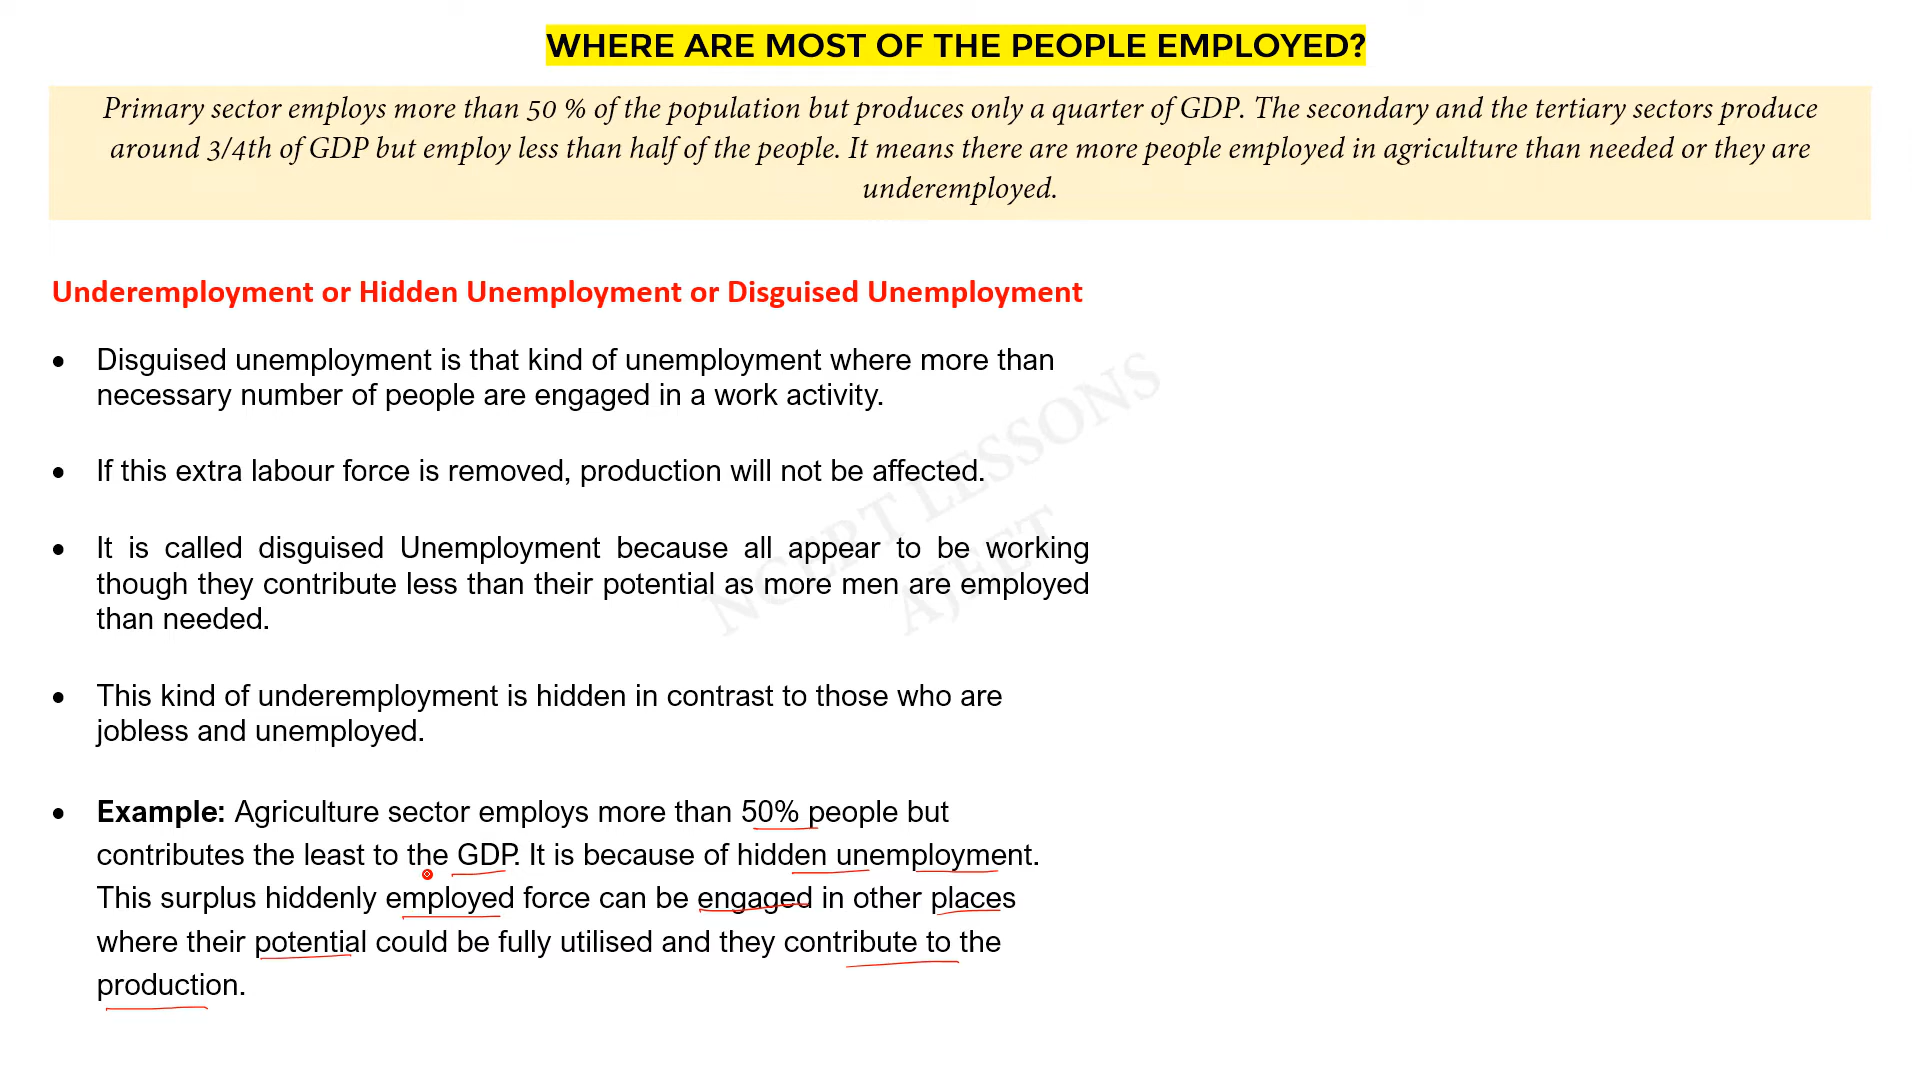 WHERE ARE MOST OF THE PEOPLE EMPLOYED?
Primary sector employs more than 50 % of the population but produces only a quarter of GDP. The secondary and the tertiary sectors produce
around 3/4th of GDP but employ less than half of the people. It means there are more people employed in agriculture than needed or they are
underemployed.
Underemployment or Hidden Unemployment or Disguised Unemployment
• Disguised unemployment is that kind of unemployment where more than
necessary number of people are engaged in a work activity.
• If this extra labour force is removed, production will not be affected.
• It is called disguised Unemployment because all appear to be working
though they contribute less than their potential as more men are employed
than needed.
• This kind of underemployment is hidden in contrast to those who are
jobless and unemployed.
• Example: Agriculture sector employs more than 50% people but
contributes the least to the GDP. It is because of hidden unemployment.
This surplus hiddenly employed force can be engaged in other places
where their potential could be fully utilised and they contribute to the
production.
NCERT LESSONS
AJEET